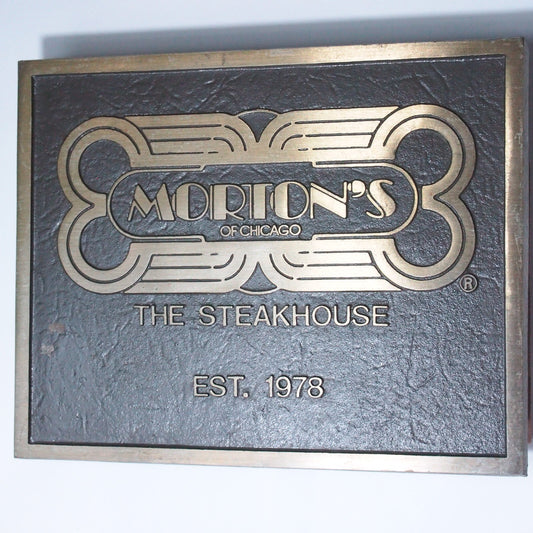 MORTON'S
OF CHICAGO
®
THE STEAKHOUSE
EST. 1978